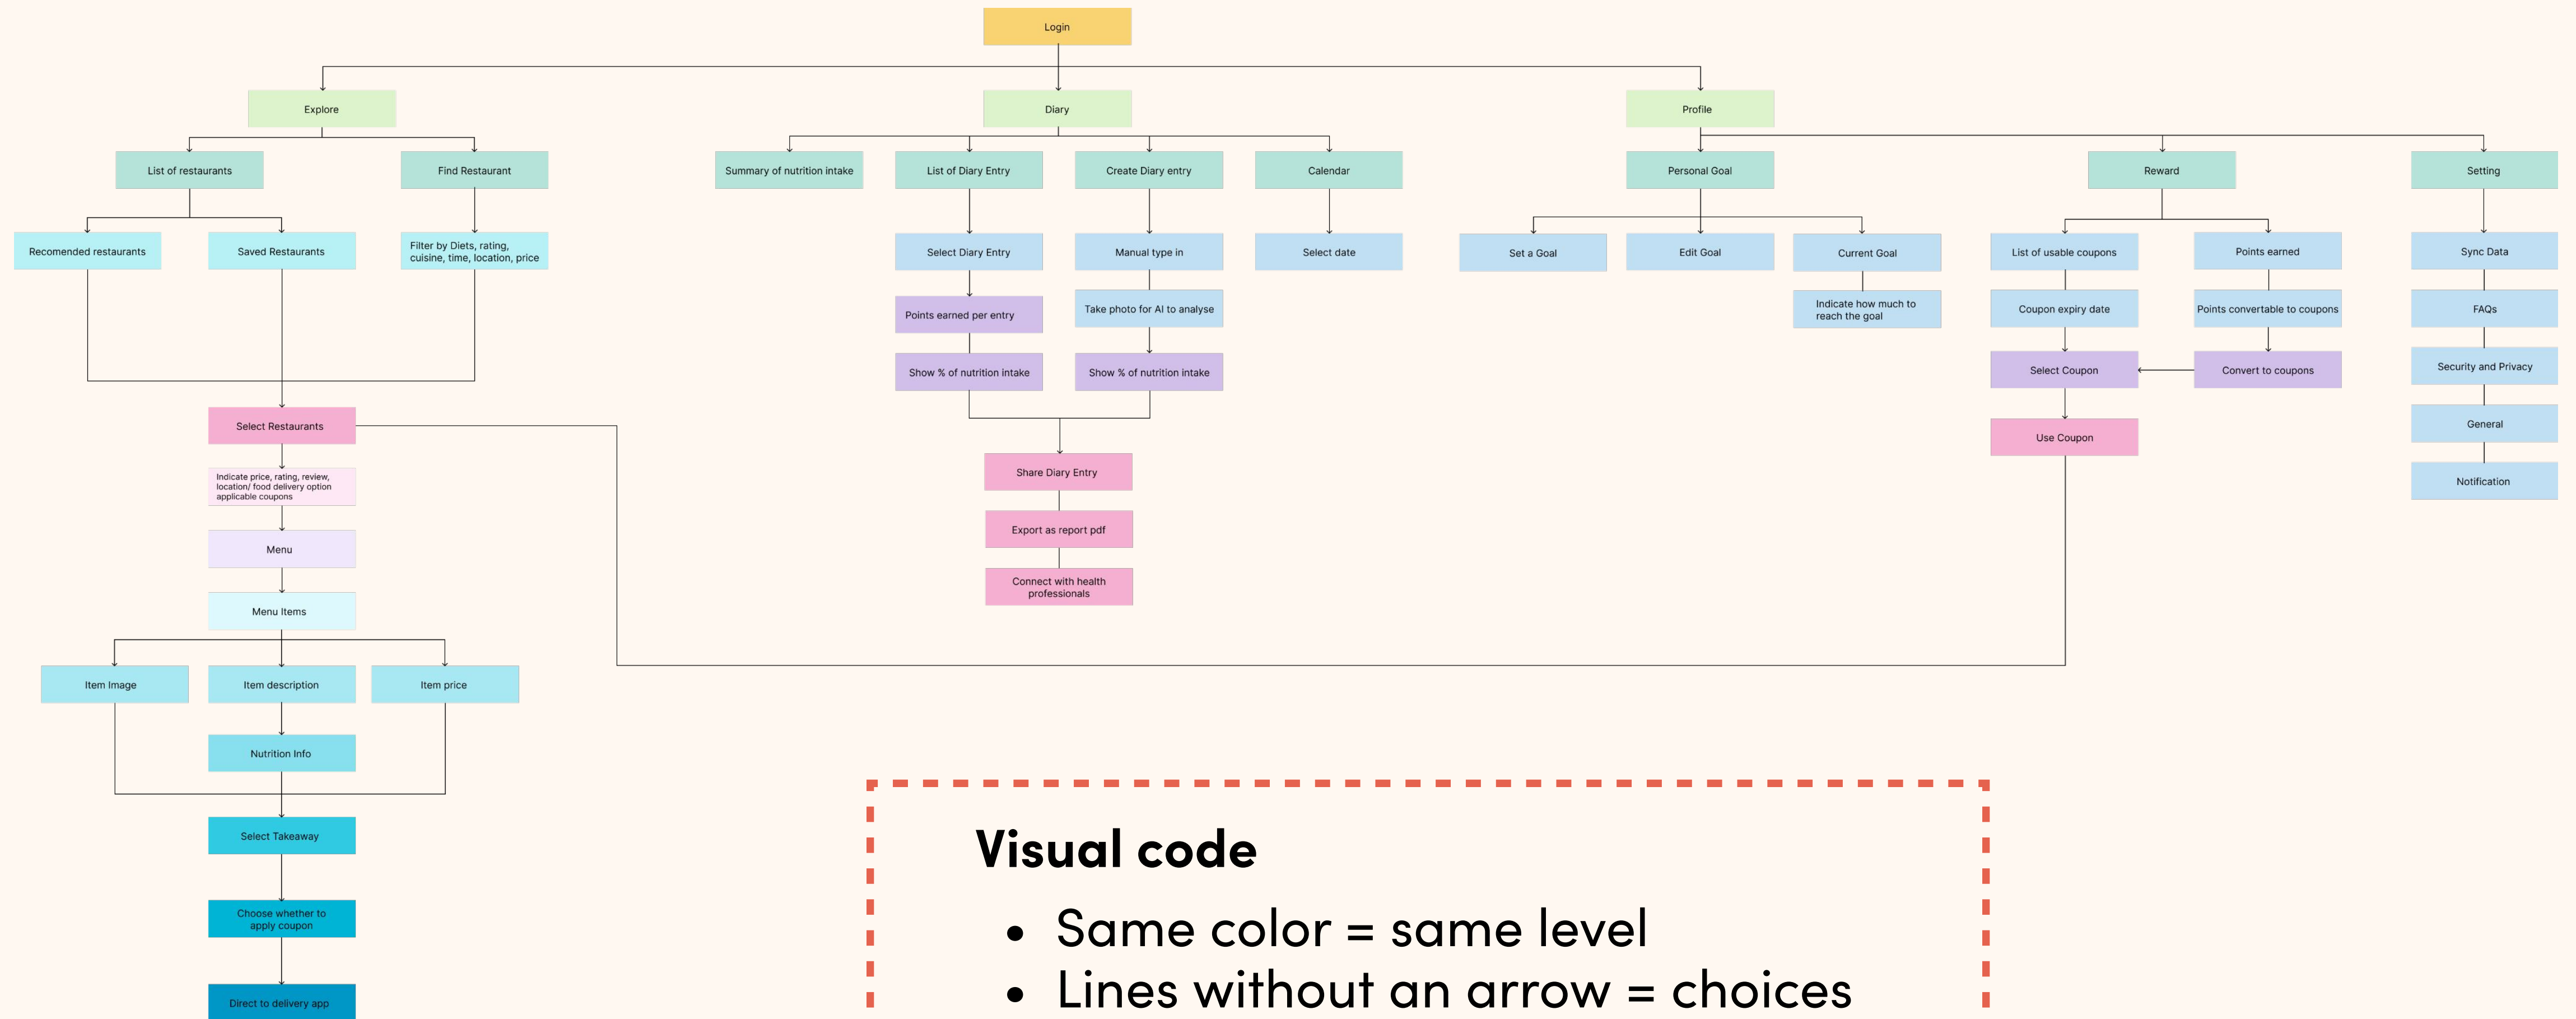 Login
Explore
Diary
Profile
List of restaurants
Find Restaurant
Summary of nutrition intake
List of Diary Entry
Create Diary entry
Calendar
Personal Goal
Reward
Setting
Recomended restaurants
Saved Restaurants
Filter by Diets, rating,
cuisine, time, location, price
Select Diary Entry
Manual type in
Select date
Set a Goal
Edit Goal
Current Goal
List of usable coupons
Points earned
Sync Data
Points earned per entry
Take photo for AI to analyse
Indicate how much to
reach the goal
Coupon expiry date
Points convertable to coupons
FAQs
Show % of nutrition intake
Show % of nutrition intake
Select Coupon
Convert to coupons
Security and Privacy
Select Restaurants
Use Coupon
General
Share Diary Entry
Notification
Indicate price, rating, review,
location/ food delivery option
applicable coupons
Export as report pdf
Menu
Connect with health
professionals
Menu Items
Item Image
Item description
Item price
Nutrition Info
Select Takeaway
Choose whether to
apply coupon
Direct to delivery app
Visual code
• Same color = same level
• Lines without an arrow = choices